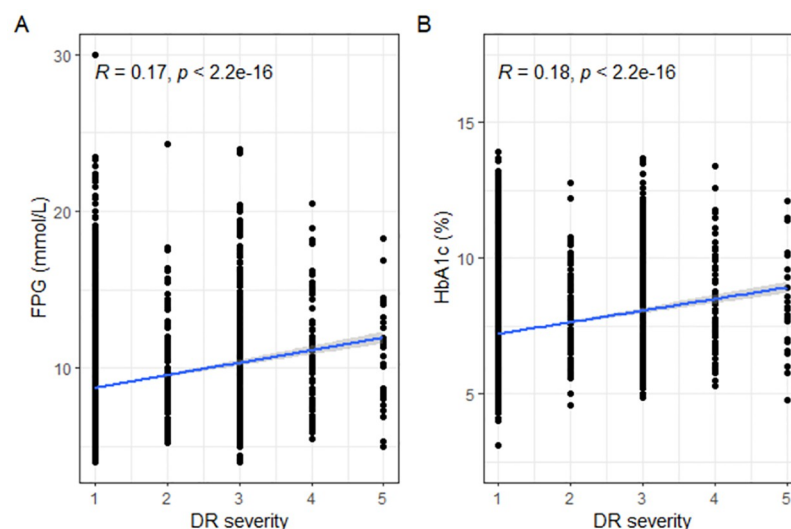 A
R = 0.17, p < 2.2e-16
30
20
10
FPG (mmol/L)
1 2 3 4 5
DR severity
B
R = 0.18, p < 2.2e-16
15
10
5
HbA1c (%)
1 2 3 4 5
DR severity